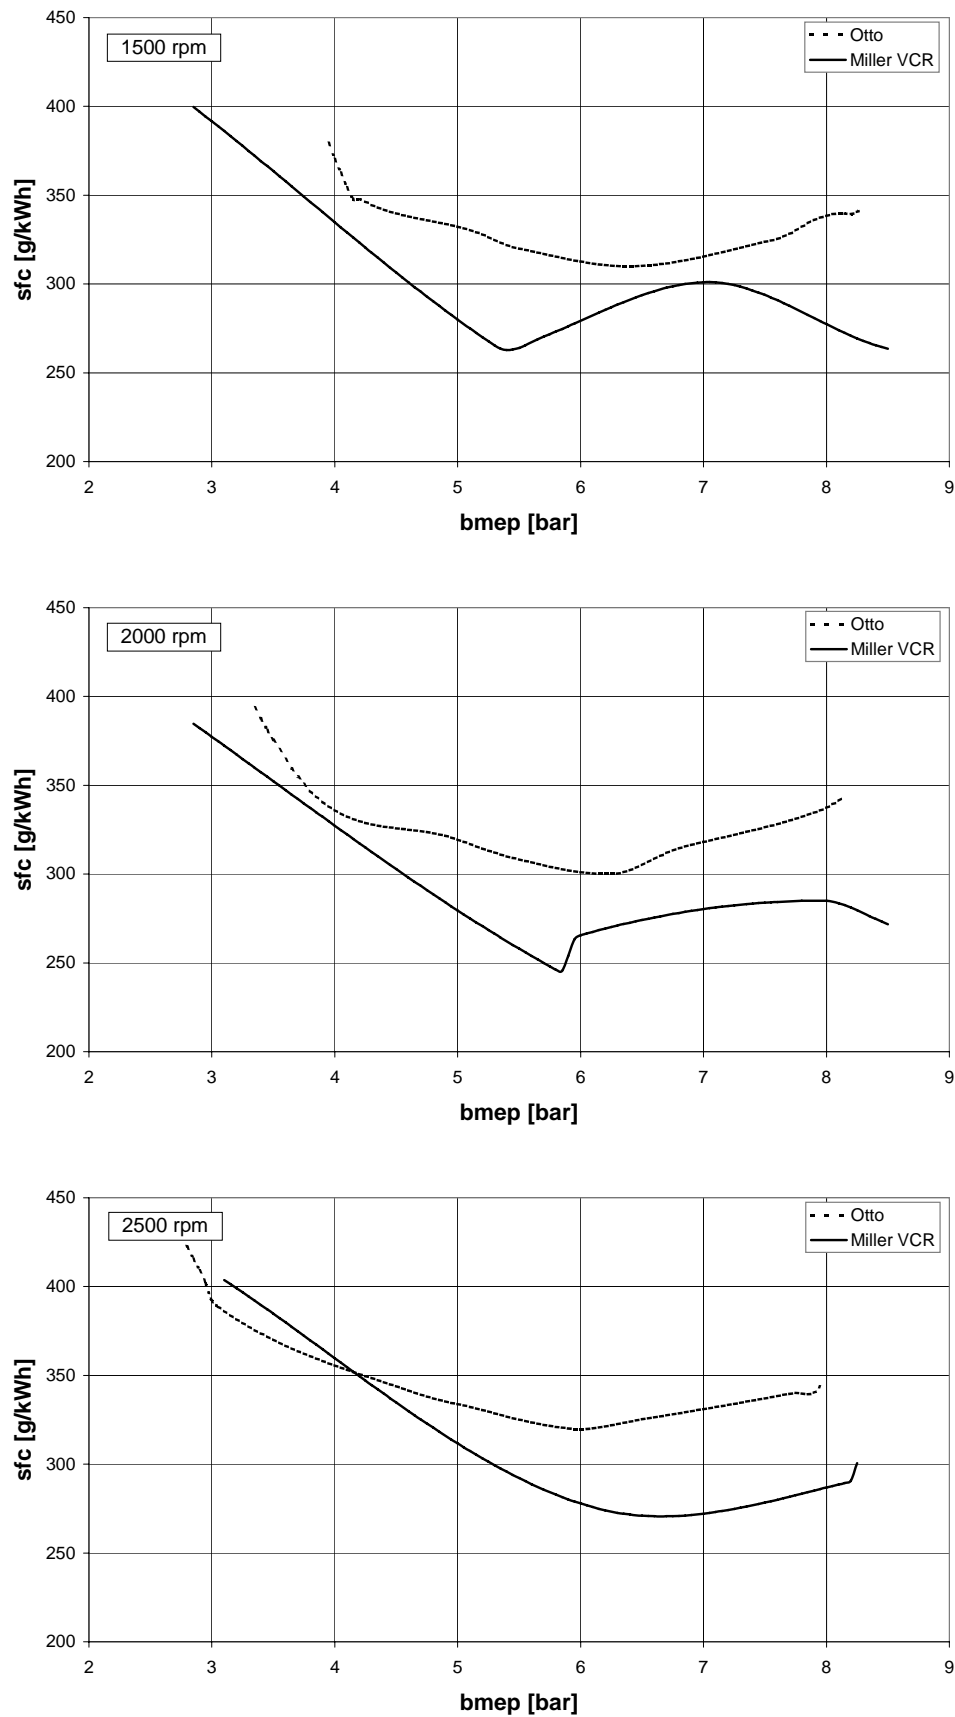 450
1500 rpm
Otto
Miller VCR
400
350
sfc [g/kWh]
300
250
200
2 3 4 5 6 7 8 9
bmep [bar]
450
2000 rpm
Otto
Miller VCR
400
350
sfc [g/kWh]
300
250
200
2 3 4 5 6 7 8 9
bmep [bar]
450
2500 rpm
Otto
Miller VCR
400
350
sfc [g/kWh]
300
250
200
2 3 4 5 6 7 8 9
bmep [bar]